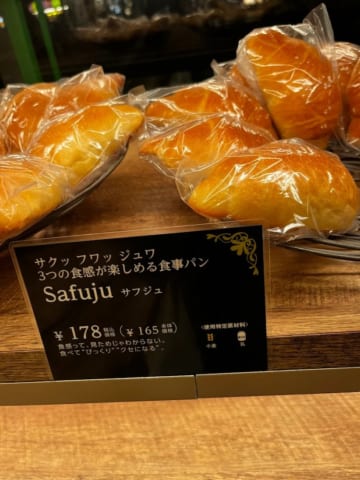 サクッ フワッ ジュワ
3つの食感が楽しめる食事パン
Safuju サフジュ
¥178 税込価格 (¥165 本体価格)
食感って、見ためじゃわからない。
食べて"びっくり""クセになる"。
<使用特定原材料>
小麦 乳